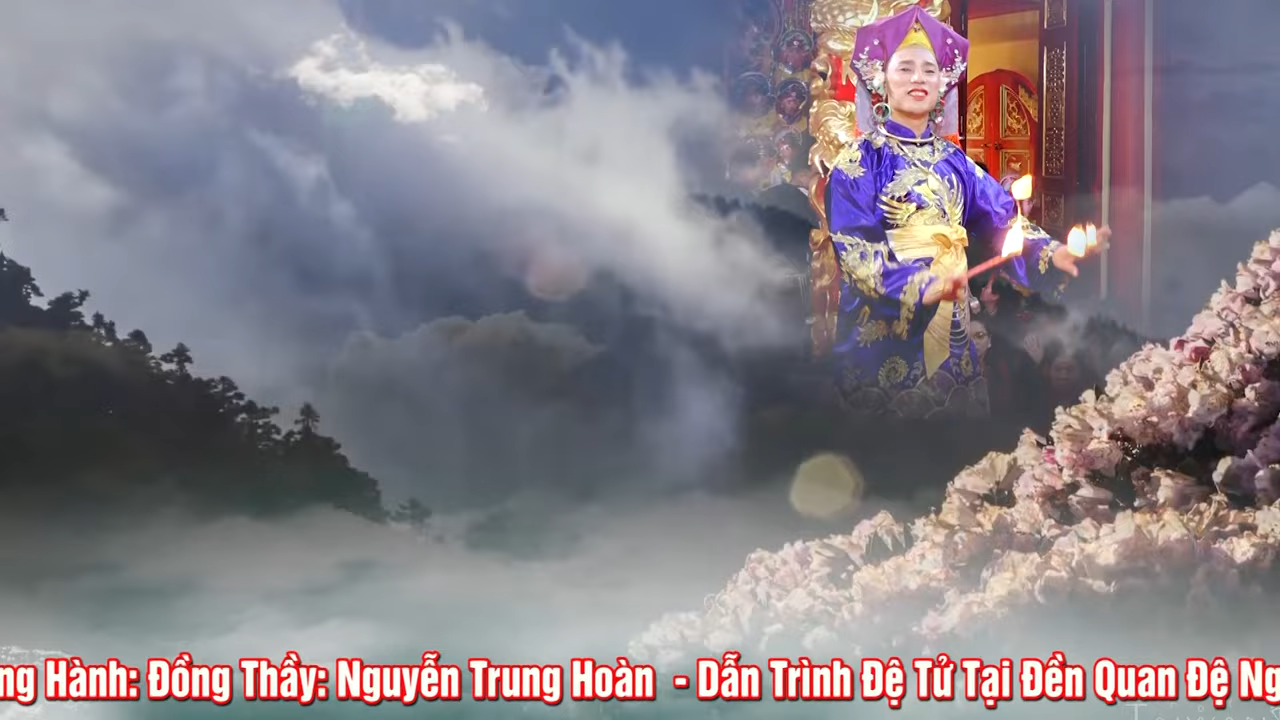 ng Hành: Đồng Thầy: Nguyễn Trung Hoàn - Dẫn Trình Đệ Tử Tại Đền Quan Đệ Ng